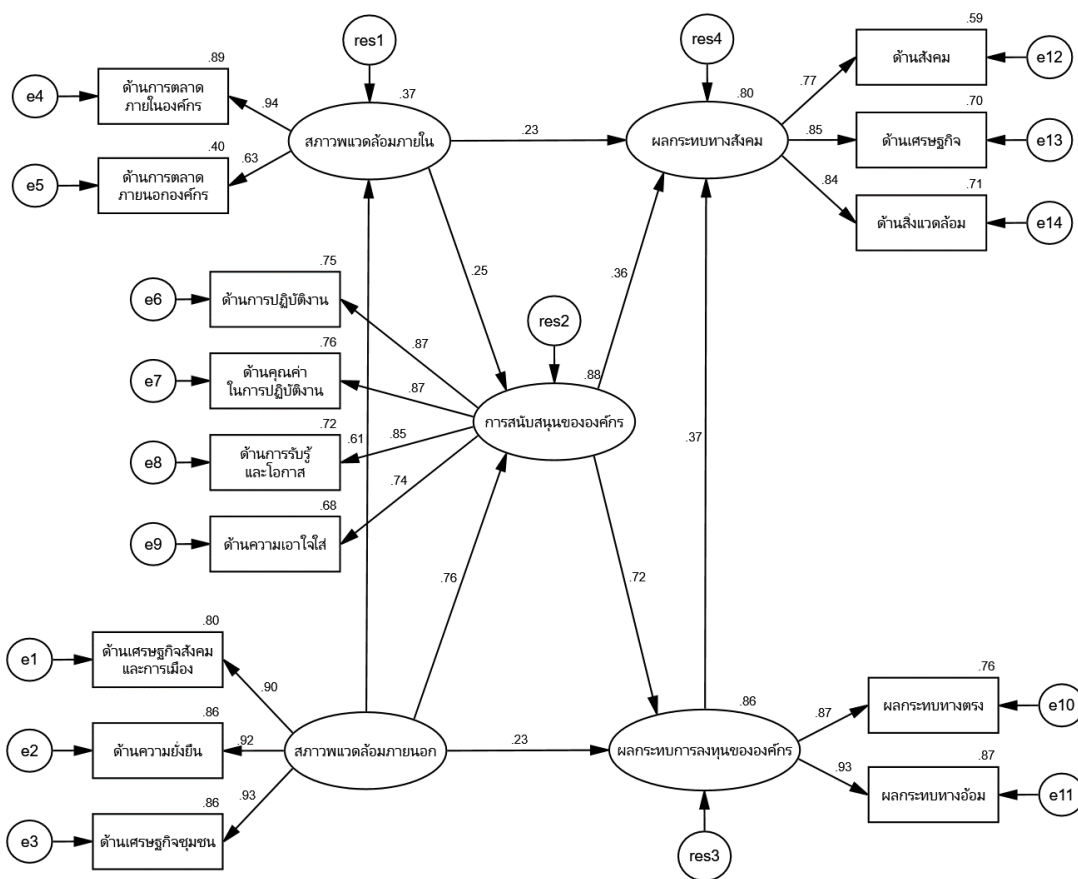 res1
res4
.59
e12
ด้านสังคม
.89
e4
ด้านการตลาด
ภายในองค์กร
.94
.37
สภาวพแวดล้อมภายใน
.23
.80
ผลกระทบทางสังคม
.77
.70
.85
ด้านเศรษฐกิจ
e13
.40
.63
e5
ด้านการตลาด
ภายนอกองค์กร
.84
.71
ด้านสิ่งแวดล้อม
e14
.75
e6
ด้านการปฏิบัติงาน
.25
.36
res2
.87
.76
e7
ด้านคุณค่า
ในการปฏิบัติงาน
.87
.88
การสนับสนุนขององค์กร
.72
.61
.85
e8
ด้านการรับรู้
และโอกาส
.37
.74
.68
e9
ด้านความเอาใจใส่
.76
.72
.80
e1
ด้านเศรษฐกิจสังคม
และการเมือง
.90
.86
e2
ด้านความยั่งยืน
.92
สภาวพแวดล้อมภายนอก
.23
.86
ผลกระทบการลงทุนขององค์กร
.87
.76
ผลกระทบทางตรง
e10
.93
.87
ผลกระทบทางอ้อม
e11
.93
.86
e3
ด้านเศรษฐกิจชุมชน
res3